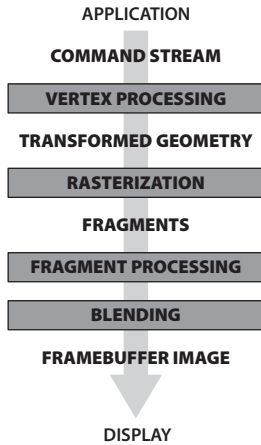 APPLICATION
COMMAND STREAM
VERTEX PROCESSING
TRANSFORMED GEOMETRY
RASTERIZATION
FRAGMENTS
FRAGMENT PROCESSING
BLENDING
FRAMEBUFFER IMAGE
DISPLAY